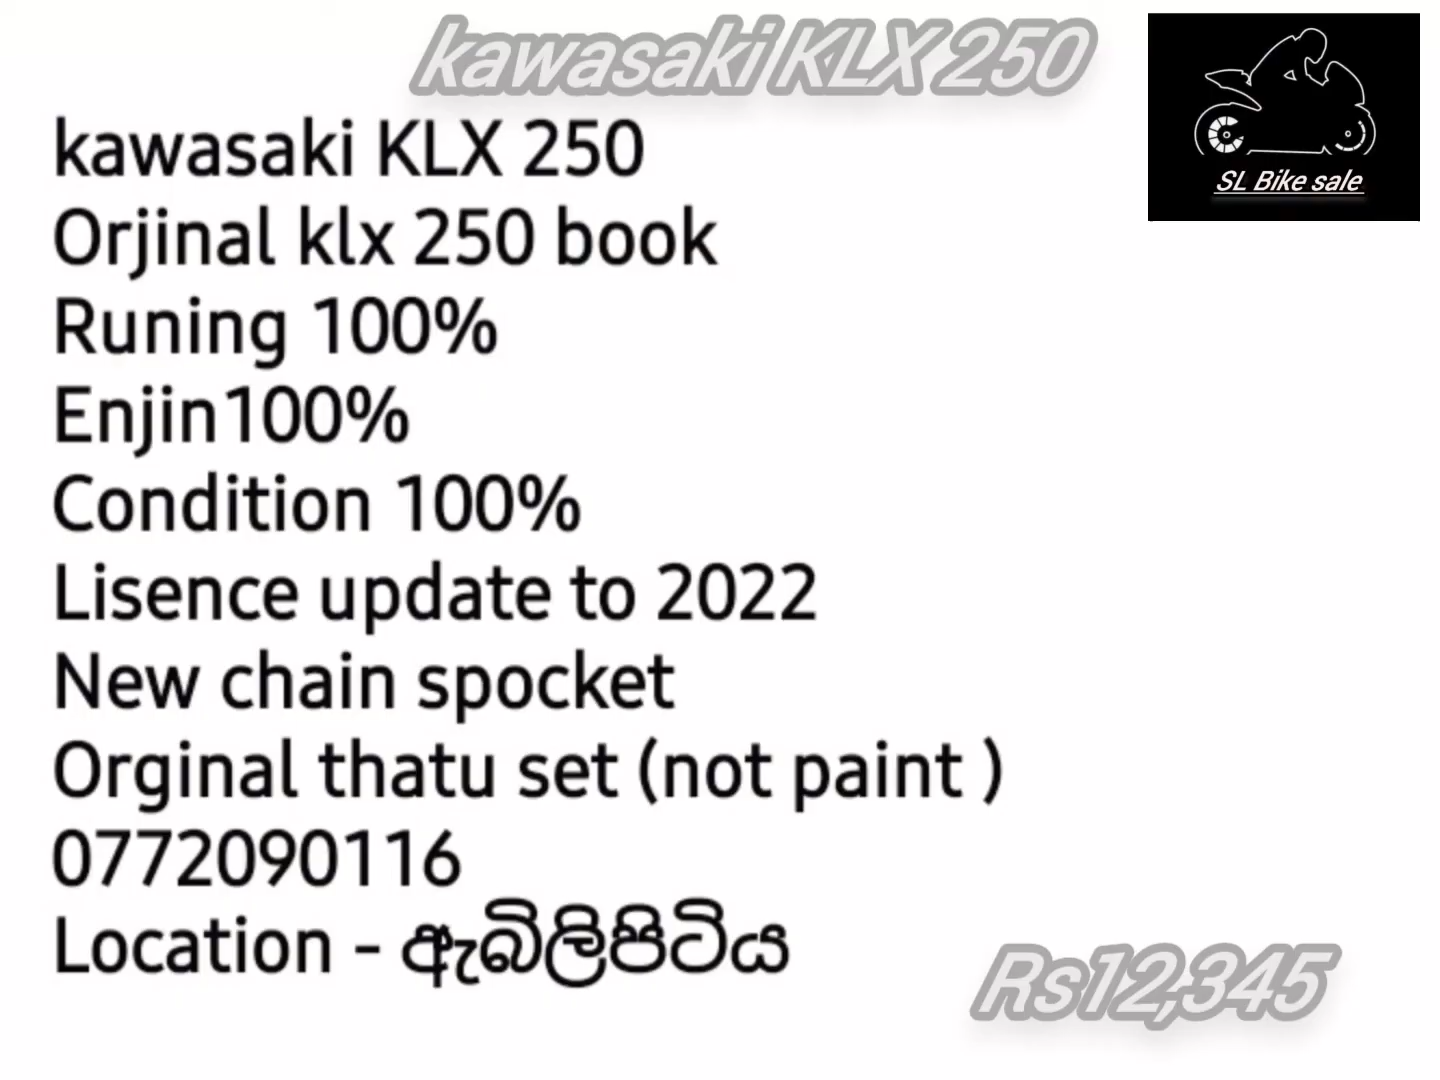 kawasaki KLX 250
SL Bike sale
kawasaki KLX 250
Orjinal klx 250 book
Runing 100%
Enjin100%
Condition 100%
Lisence update to 2022
New chain spocket
Orginal thatu set (not paint )
0772090116
Location - ඇබිලිපිටිය
Rs12,345